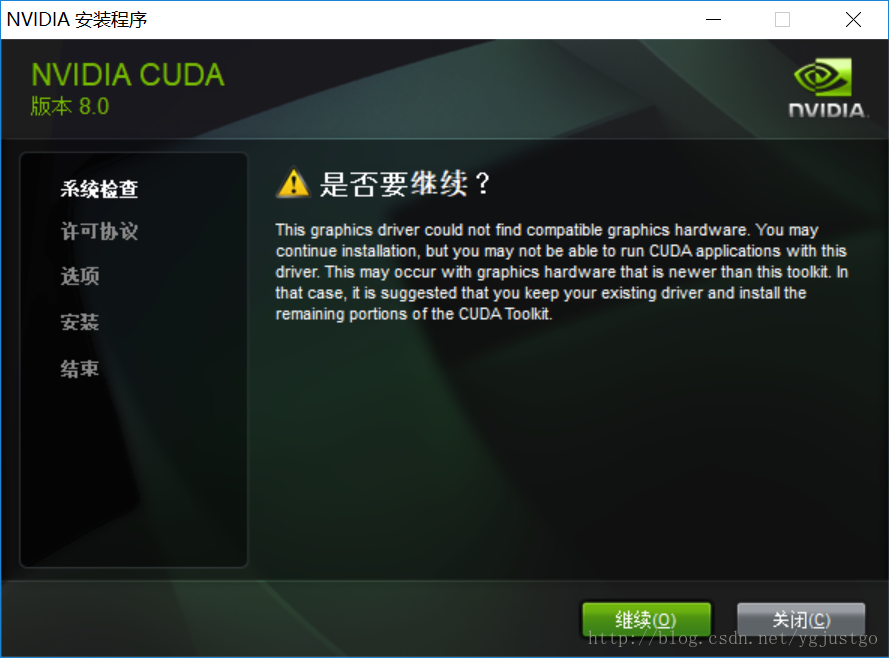 NVIDIA 安装程序
NVIDIA CUDA
版本 8.0
NVIDIA.
系统检查
许可协议
选项
安装
结束
是否要继续？
This graphics driver could not find compatible graphics hardware. You may
continue installation, but you may not be able to run CUDA applications with this
driver. This may occur with graphics hardware that is newer than this toolkit. In
that case, it is suggested that you keep your existing driver and install the
remaining portions of the CUDA Toolkit.
继续(O)
关闭(C)
http://blog.csdn.net/ygjustgo